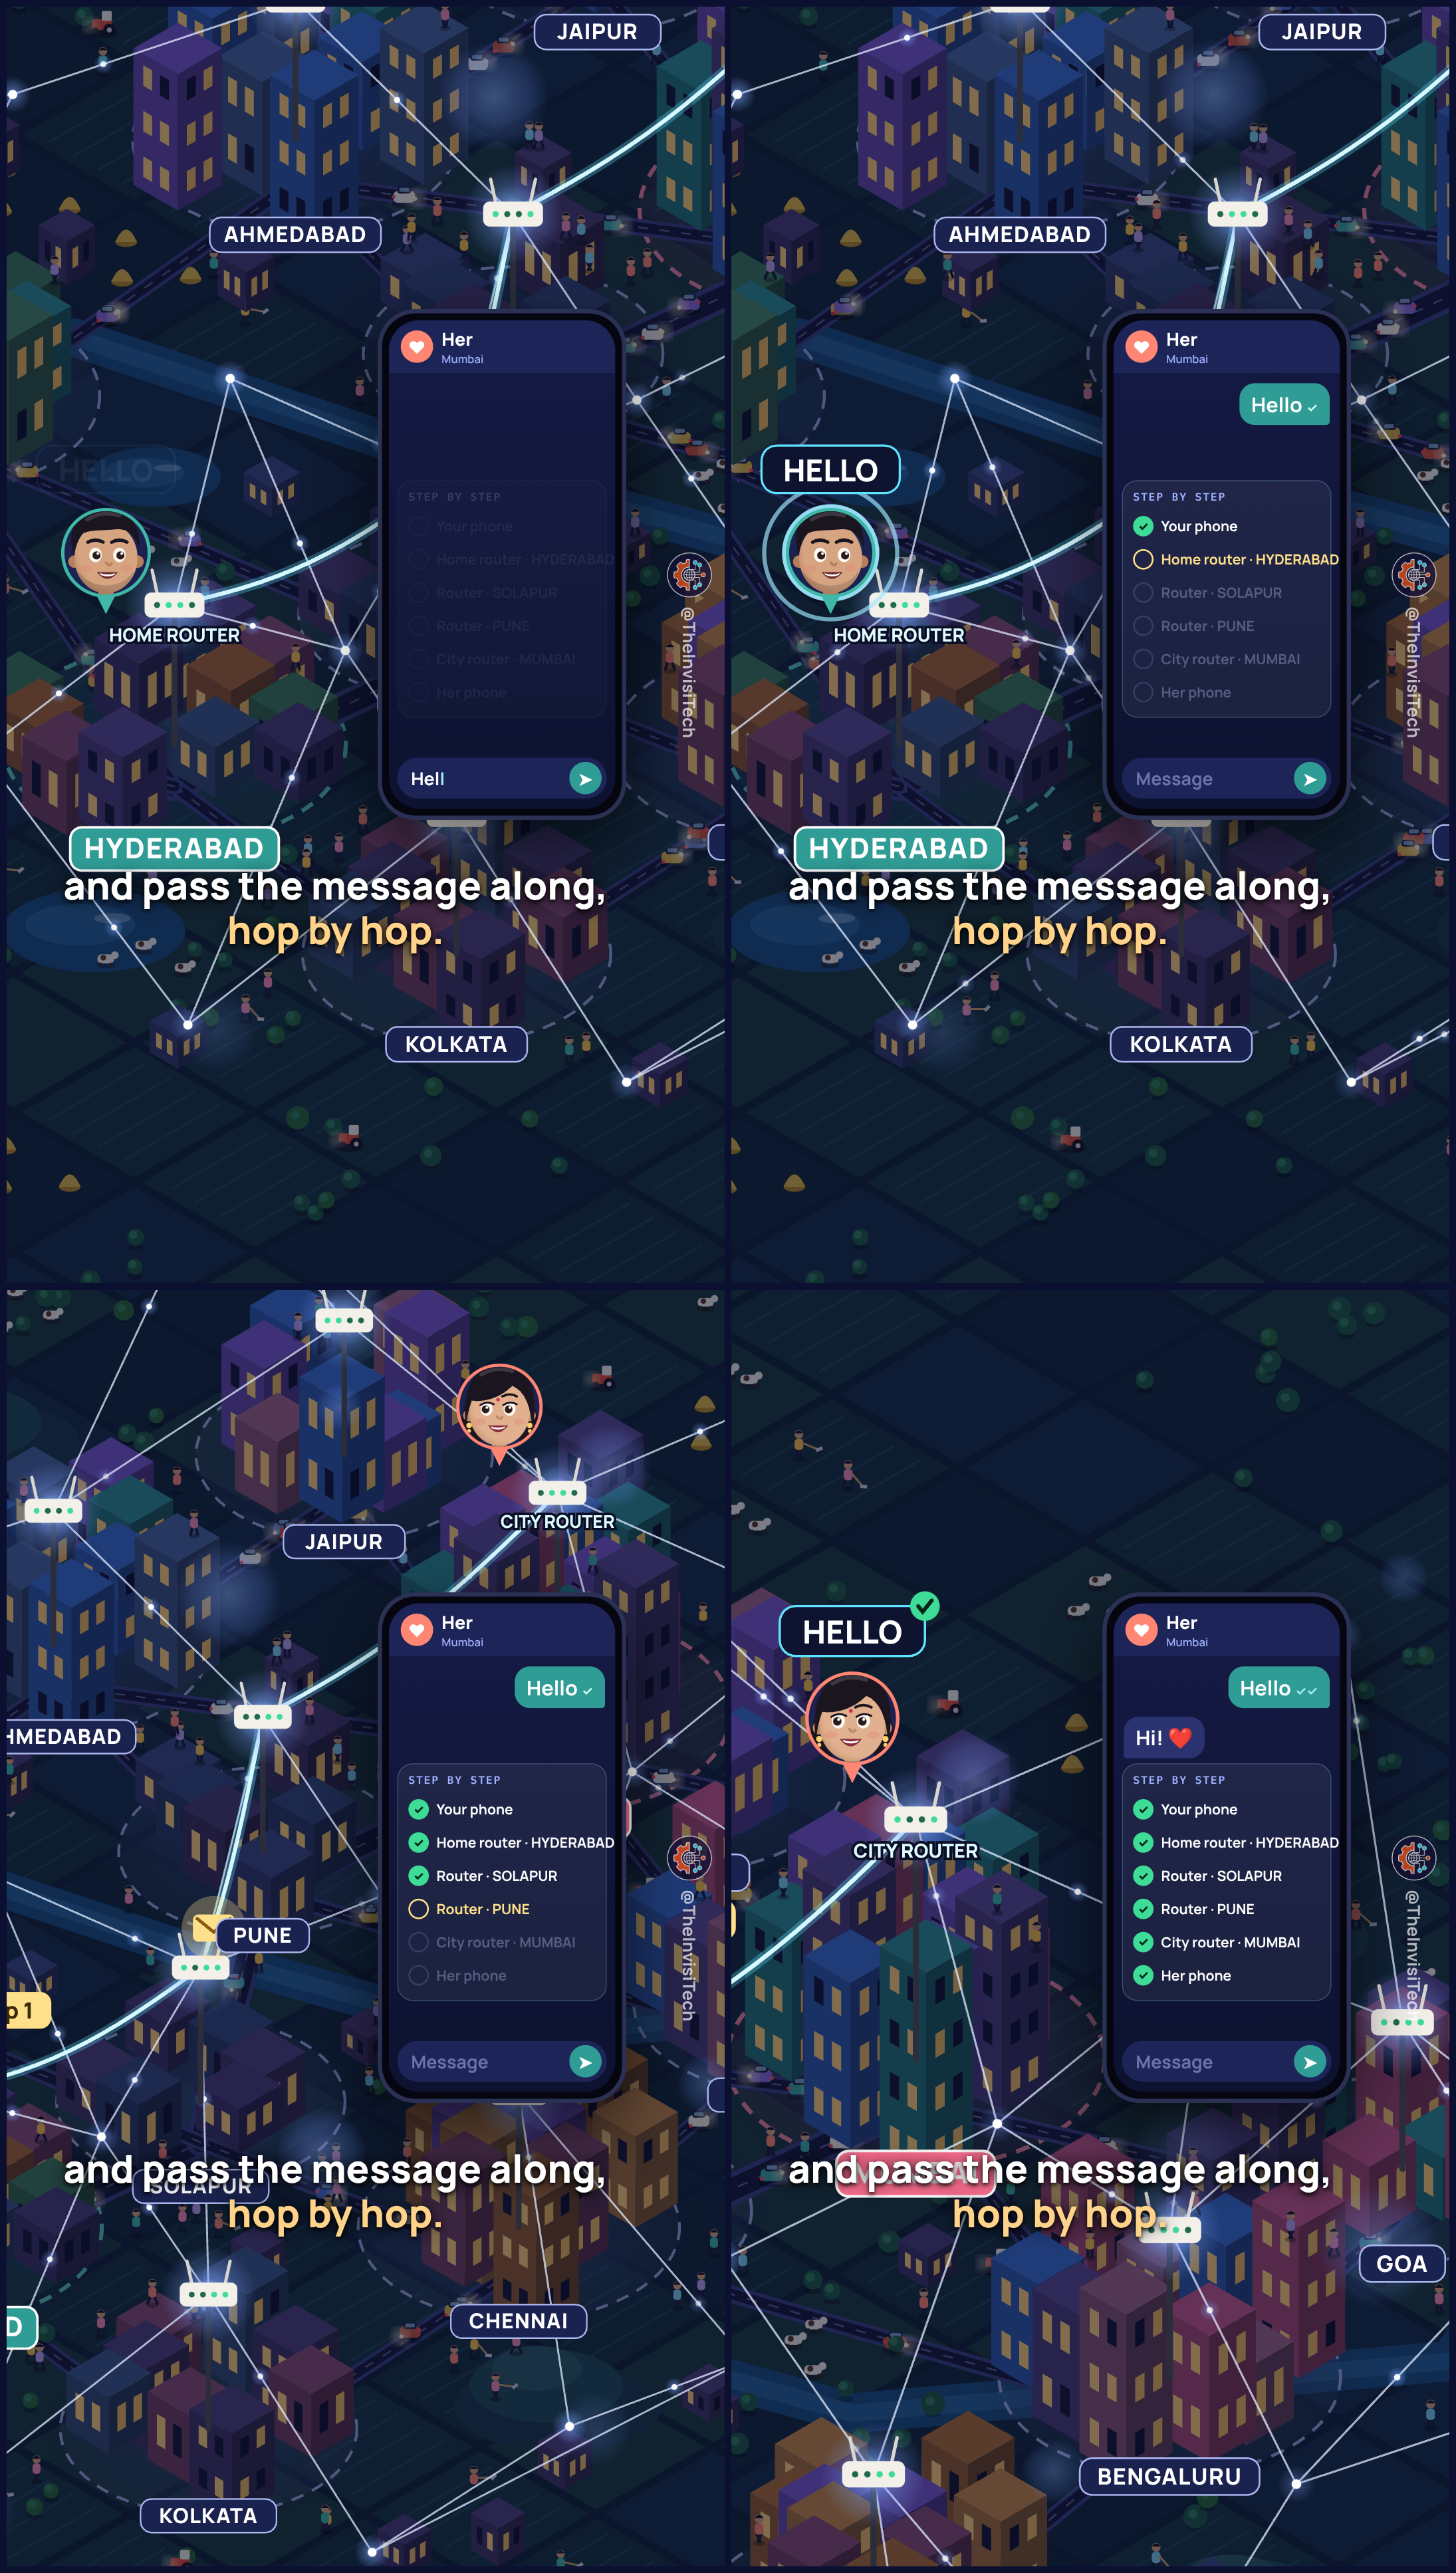 JAIPUR
AHMEDABAD
Her
Mumbai
HELLO
STEP BY STEP
Your phone
Home router · HYDERABAD
Router · SOLAPUR
Router · PUNE
City router · MUMBAI
Her phone
HOME ROUTER
@TheInvisiTech
Hell
HYDERABAD
and pass the message along,
hop by hop.
KOLKATA
JAIPUR
AHMEDABAD
Her
Mumbai
Hello
HELLO
STEP BY STEP
Your phone
Home router · HYDERABAD
Router · SOLAPUR
Router · PUNE
City router · MUMBAI
Her phone
HOME ROUTER
@TheInvisiTech
Message
HYDERABAD
and pass the message along,
hop by hop.
KOLKATA
CITY ROUTER
JAIPUR
Her
Mumbai
Hello
HMEDABAD
STEP BY STEP
Your phone
Home router · HYDERABAD
Router · SOLAPUR
Router · PUNE
City router · MUMBAI
Her phone
PUNE
@TheInvisiTech
p 1
Message
and pass the message along,
SOLAPUR
hop by hop.
D
CHENNAI
KOLKATA
HELLO
Her
Mumbai
Hello
Hi! ❤️
STEP BY STEP
Your phone
Home router · HYDERABAD
Router · SOLAPUR
Router · PUNE
City router · MUMBAI
Her phone
CITY ROUTER
@TheInvisiTech
Message
and pass the message along,
hop by hop.
GOA
BENGALURU